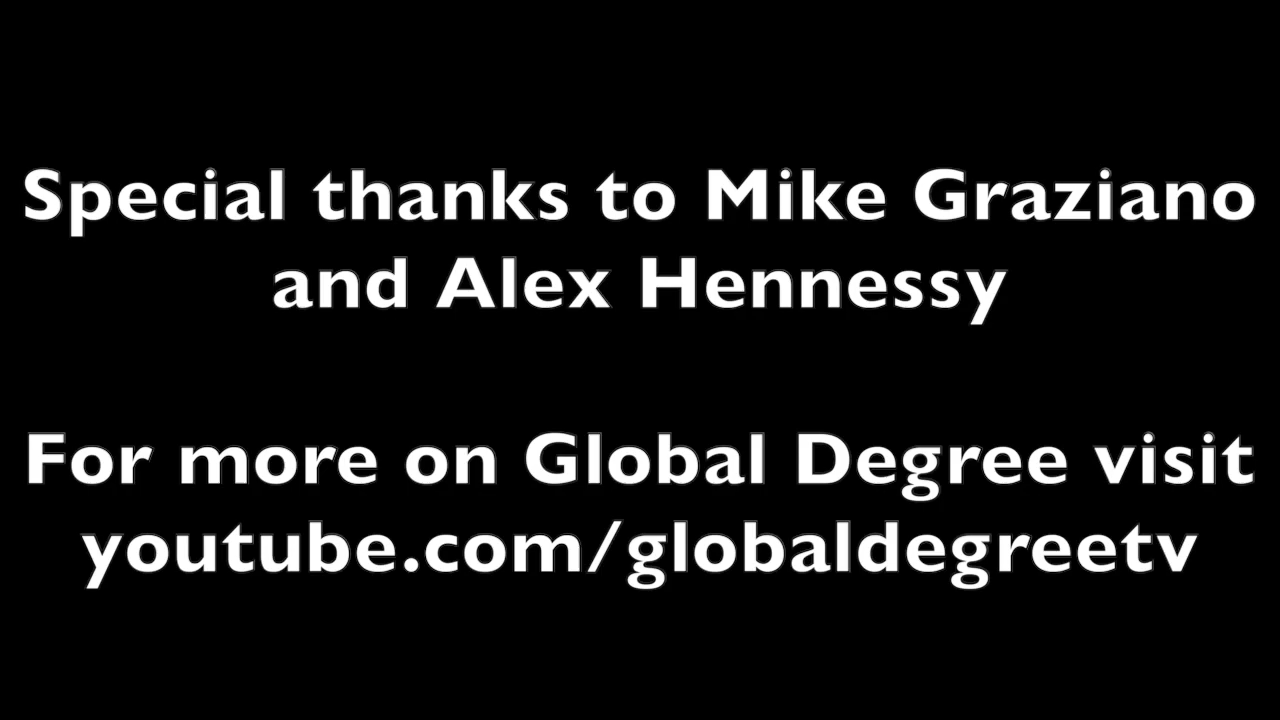 Special thanks to Mike Graziano
and Alex Hennessy
For more on Global Degree visit
youtube.com/globaldegreetv